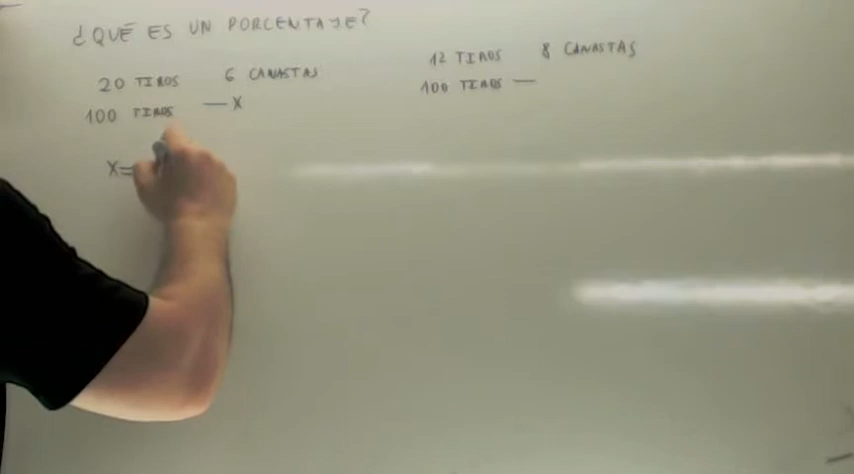 ¿QUÉ ES UN PORCENTAJE?
20 TIROS 6 CANASTAS
100 TIROS — X
X=
12 TIROS 8 CANASTAS
100 TIROS —